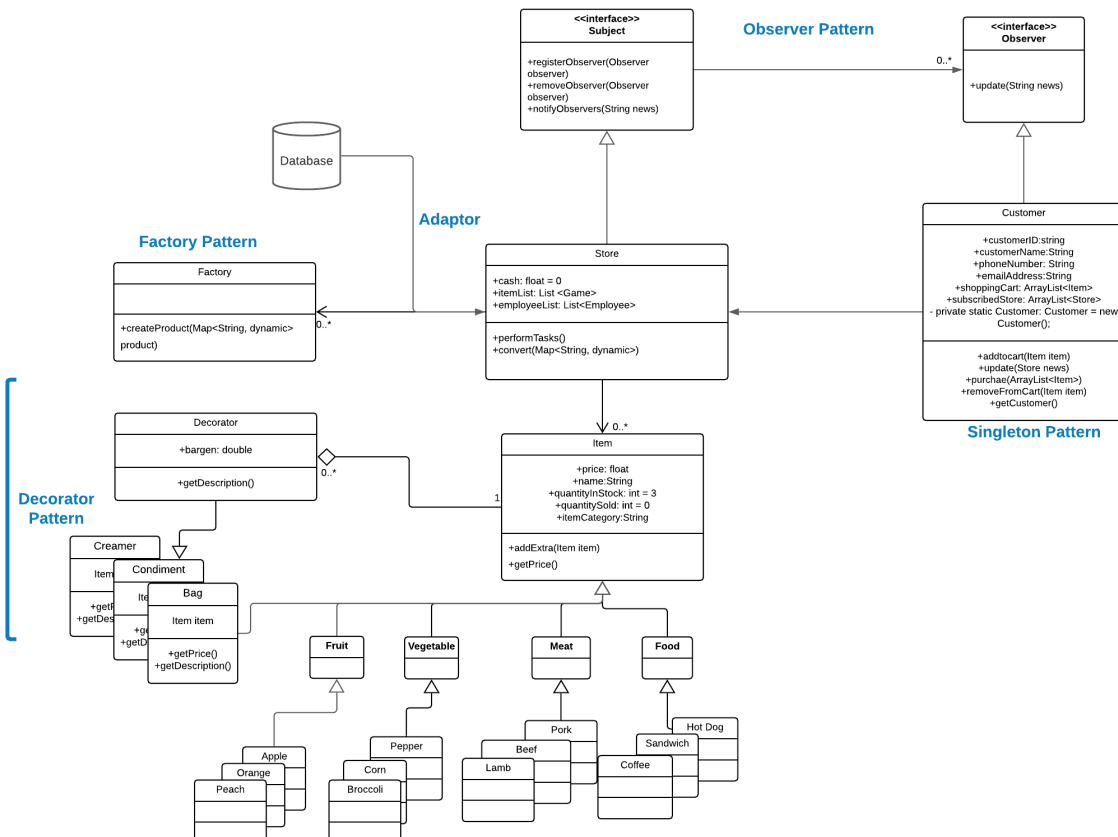 <<interface>>
Subject
+registerObserver(Observer
observer)
+removeObserver(Observer
observer)
+notifyObservers(String news)
Observer Pattern
0..*
<<interface>>
Observer
+update(String news)
Database
Adaptor
Factory Pattern
Factory
+createProduct(Map<String, dynamic>
product)
0..*
Store
+cash: float = 0
+itemList: List <Game>
+employeeList: List<Employee>
+performTasks()
+convert(Map<String, dynamic>)
Customer
+customerID:string
+customerName:String
+phoneNumber: String
+emailAddress:String
+shoppingCart: ArrayList<Item>
+subscribedStore: ArrayList<Store>
- private static Customer: Customer = new
Customer();
+addtocart(Item item)
+update(Store news)
+purchae(ArrayList<Item>)
+removeFromCart(Item item)
+getCustomer()
Singleton Pattern
Decorator
Pattern
Decorator
+bargen: double
+getDescription()
0..*
1
0..*
Item
+price: float
+name:String
+quantityInStock: int = 3
+quantitySold: int = 0
+itemCategory:String
+addExtra(Item item)
+getPrice()
Creamer
Item
+getP
+getDes
Condiment
Ite
+ge
+getD
Bag
Item item
+getPrice()
+getDescription()
Fruit
Vegetable
Meat
Food
Apple
Orange
Peach
Pepper
Corn
Broccoli
Pork
Beef
Lamb
Hot Dog
Sandwich
Coffee